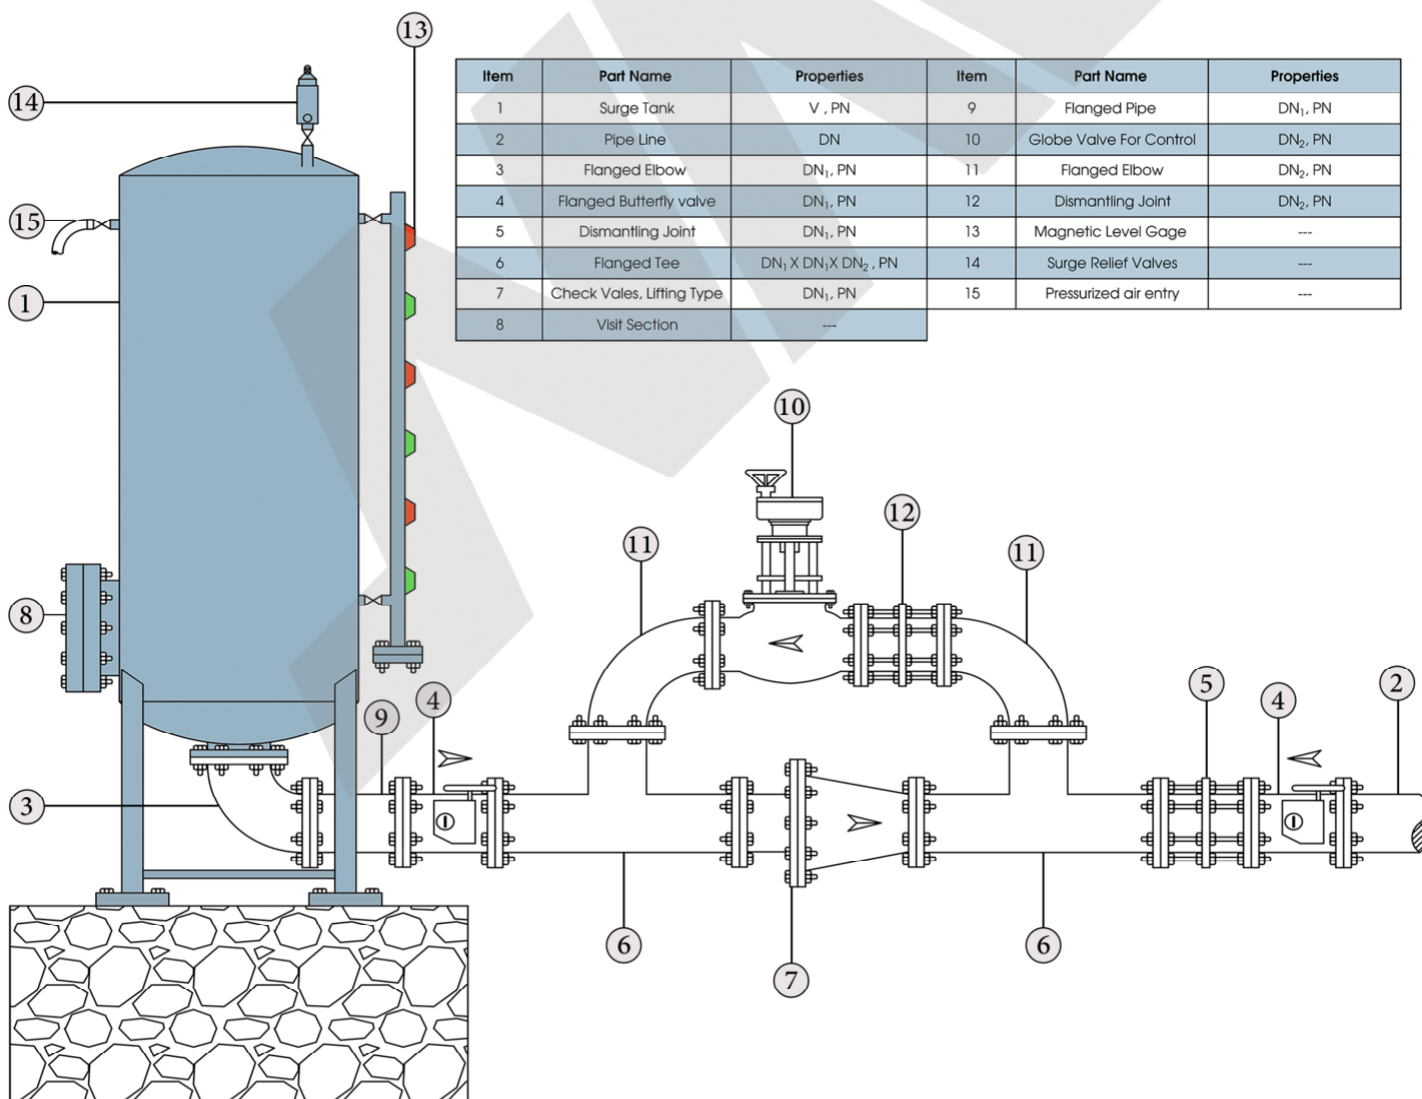 13
14
Item Part Name Properties Item Part Name Properties
1 Surge Tank V , PN 9 Flanged Pipe DN₁, PN
2 Pipe Line DN 10 Globe Valve For Control DN₂, PN
3 Flanged Elbow DN₁, PN 11 Flanged Elbow DN₂, PN
4 Flanged Butterfly valve DN₁, PN 12 Dismantling Joint DN₂, PN
5 Dismantling Joint DN₁, PN 13 Magnetic Level Gage ---
6 Flanged Tee DN₁ X DN₁X DN₂ , PN 14 Surge Relief Valves ---
7 Check Vales, Lifting Type DN₁, PN 15 Pressurized air entry ---
8 Visit Section ---
15
1
10
12
11
11
8
5
2
4
4
9
3
6
6
7